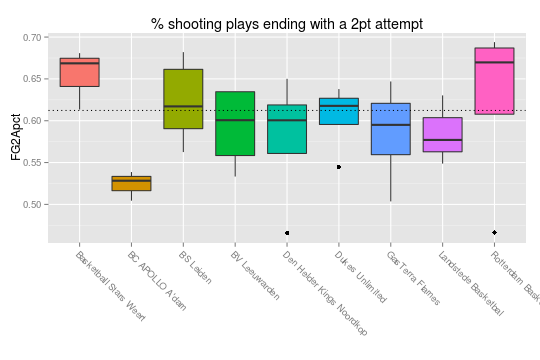 % shooting plays ending with a 2pt attempt
FG2Apct
0.70
0.65
0.60
0.55
0.50
Basketball Stars Weert
BC APOLLO A'dam
BS Leiden
BV Leeuwarden
Den Helder Kings Noordkop
Dukes Unlimited
GasTerra Flames
Landstede Basketbal
Rotterdam Bask